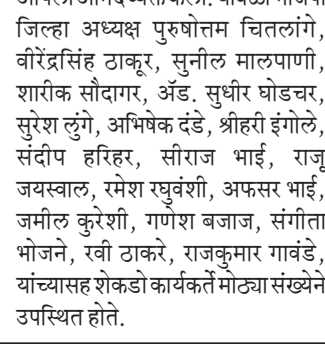 जिल्हा अध्यक्ष पुरुषोत्तम चितलांगे,
वीरेंद्रसिंह ठाकूर, सुनील मालपाणी,
शारीक सौदागर, ॲड. सुधीर घोडचर,
सुरेश लुंगे, अभिषेक दंडे, श्रीहरी इंगोले,
संदीप हरिहर, सीराज भाई, राजू
जयस्वाल, रमेश रघुवंशी, अफसर भाई,
जमील कुरेशी, गणेश बजाज, संगीता
भोजने, रवी ठाकरे, राजकुमार गावंडे,
यांच्यासह शेकडो कार्यकर्ते मोठ्या संख्येने
उपस्थित होते.